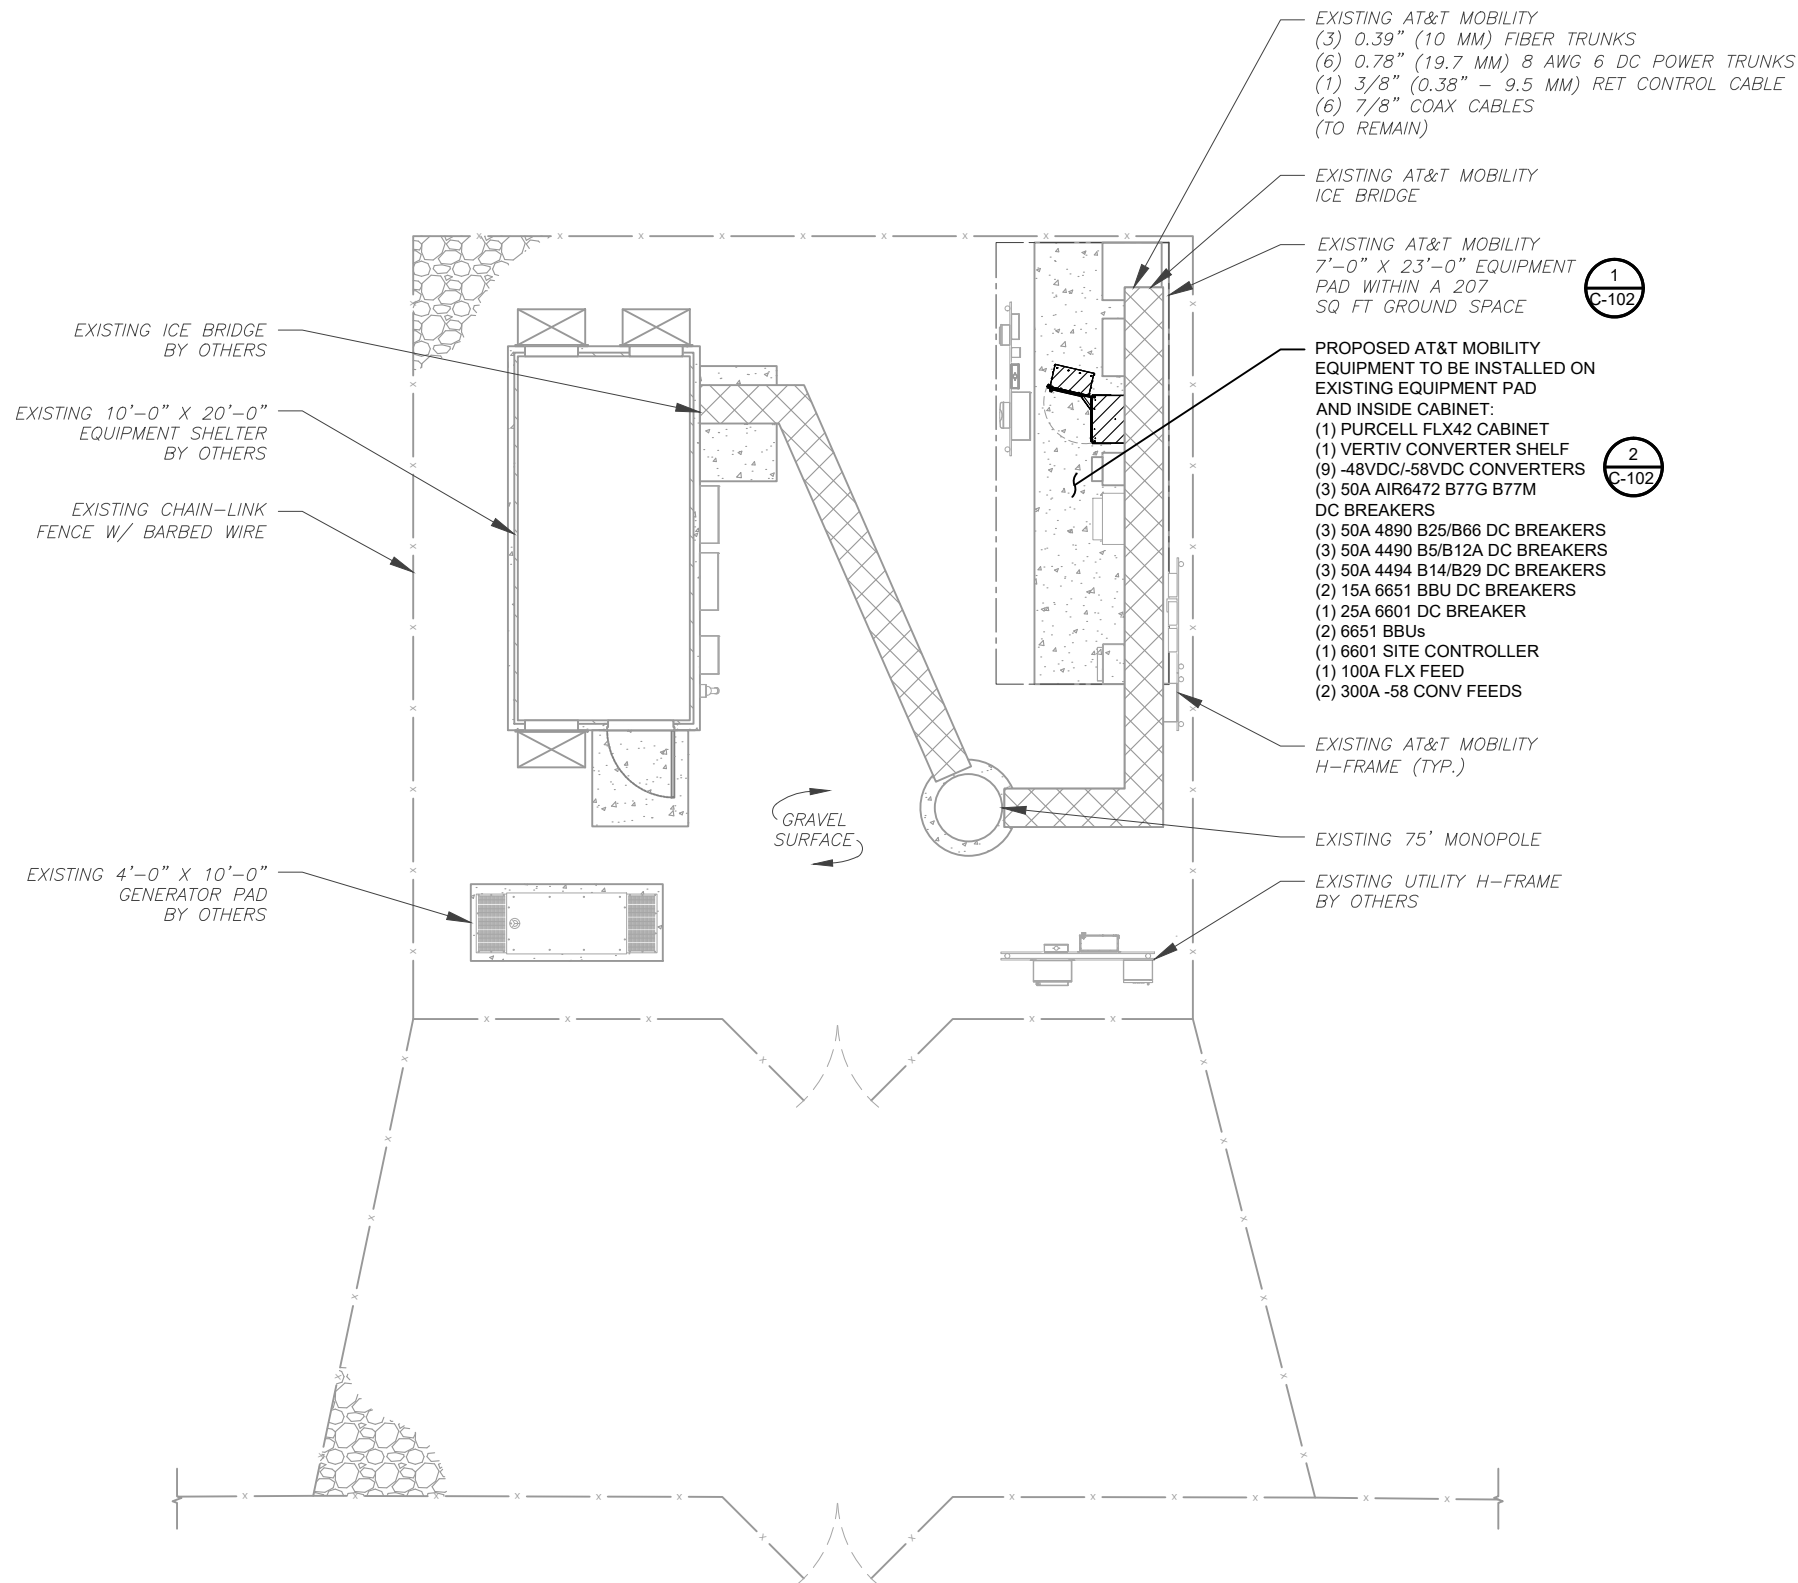 EXISTING AT&T MOBILITY
(3) 0.39" (10 MM) FIBER TRUNKS
(6) 0.78" (19.7 MM) 8 AWG 6 DC POWER TRUNKS
(1) 3/8" (0.38" – 9.5 MM) RET CONTROL CABLE
(6) 7/8" COAX CABLES
(TO REMAIN)
EXISTING AT&T MOBILITY
ICE BRIDGE
EXISTING AT&T MOBILITY
7'-0" X 23'-0" EQUIPMENT
PAD WITHIN A 207
SQ FT GROUND SPACE
1
C-102
PROPOSED AT&T MOBILITY
EQUIPMENT TO BE INSTALLED ON
EXISTING EQUIPMENT PAD
AND INSIDE CABINET:
(1) PURCELL FLX42 CABINET
(1) VERTIV CONVERTER SHELF
(9) -48VDC/-58VDC CONVERTERS
(3) 50A AIR6472 B77G B77M
DC BREAKERS
(3) 50A 4890 B25/B66 DC BREAKERS
(3) 50A 4490 B5/B12A DC BREAKERS
(3) 50A 4494 B14/B29 DC BREAKERS
(2) 15A 6651 BBU DC BREAKERS
(1) 25A 6601 DC BREAKER
(2) 6651 BBUs
(1) 6601 SITE CONTROLLER
(1) 100A FLX FEED
(2) 300A -58 CONV FEEDS
2
C-102
EXISTING AT&T MOBILITY
H-FRAME (TYP.)
EXISTING 75' MONOPOLE
EXISTING UTILITY H-FRAME
BY OTHERS
EXISTING ICE BRIDGE
BY OTHERS
EXISTING 10'-0" X 20'-0"
EQUIPMENT SHELTER
BY OTHERS
EXISTING CHAIN-LINK
FENCE W/ BARBED WIRE
GRAVEL
SURFACE
EXISTING 4'-0" X 10'-0"
GENERATOR PAD
BY OTHERS